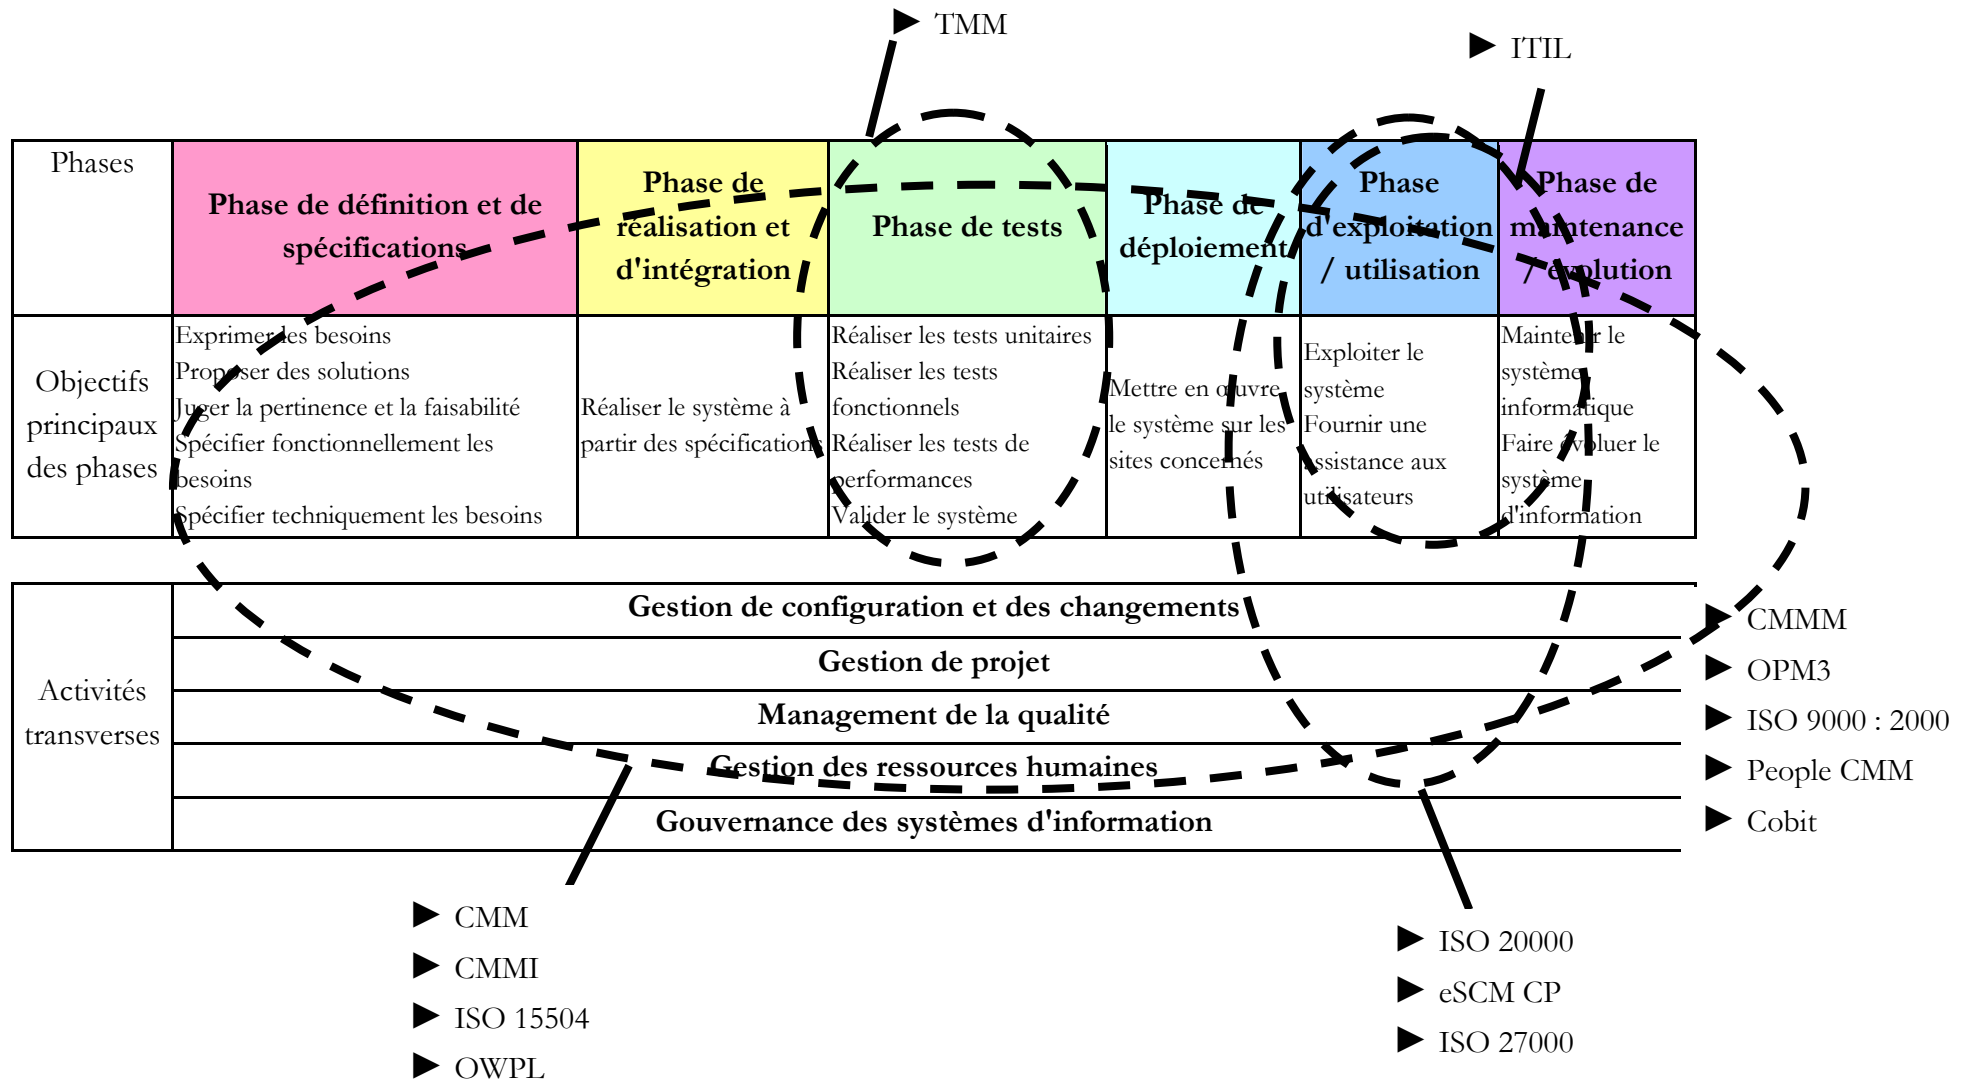 ► TMM
► ITIL
Phases
Phase de définition et de
spécifications
Phase de
réalisation et
d'intégration
Phase de tests
Phase de
déploiement
Phase
d'exploitation
/ utilisation
Phase de
maintenance
/ évolution
Objectifs
principaux
des phases
Exprimer les besoins
Proposer des solutions
Juger la pertinence et la faisabilité
Spécifier fonctionnellement les
besoins
Spécifier techniquement les besoins
Réaliser le système à
partir des spécifications
Réaliser les tests unitaires
Réaliser les tests
fonctionnels
Réaliser les tests de
performances
Valider le système
Mettre en œuvre
le système sur les
sites concernés
Exploiter le
système
Fournir une
assistance aux
utilisateurs
Maintenir le
système
informatique
Faire évoluer le
système
d'information
Activités
transverses
Gestion de configuration et des changements
Gestion de projet
Management de la qualité
Gestion des ressources humaines
Gouvernance des systèmes d'information
► CMMM
► OPM3
► ISO 9000 : 2000
► People CMM
► Cobit
► CMM
► CMMI
► ISO 15504
► OWPL
► ISO 20000
► eSCM CP
► ISO 27000